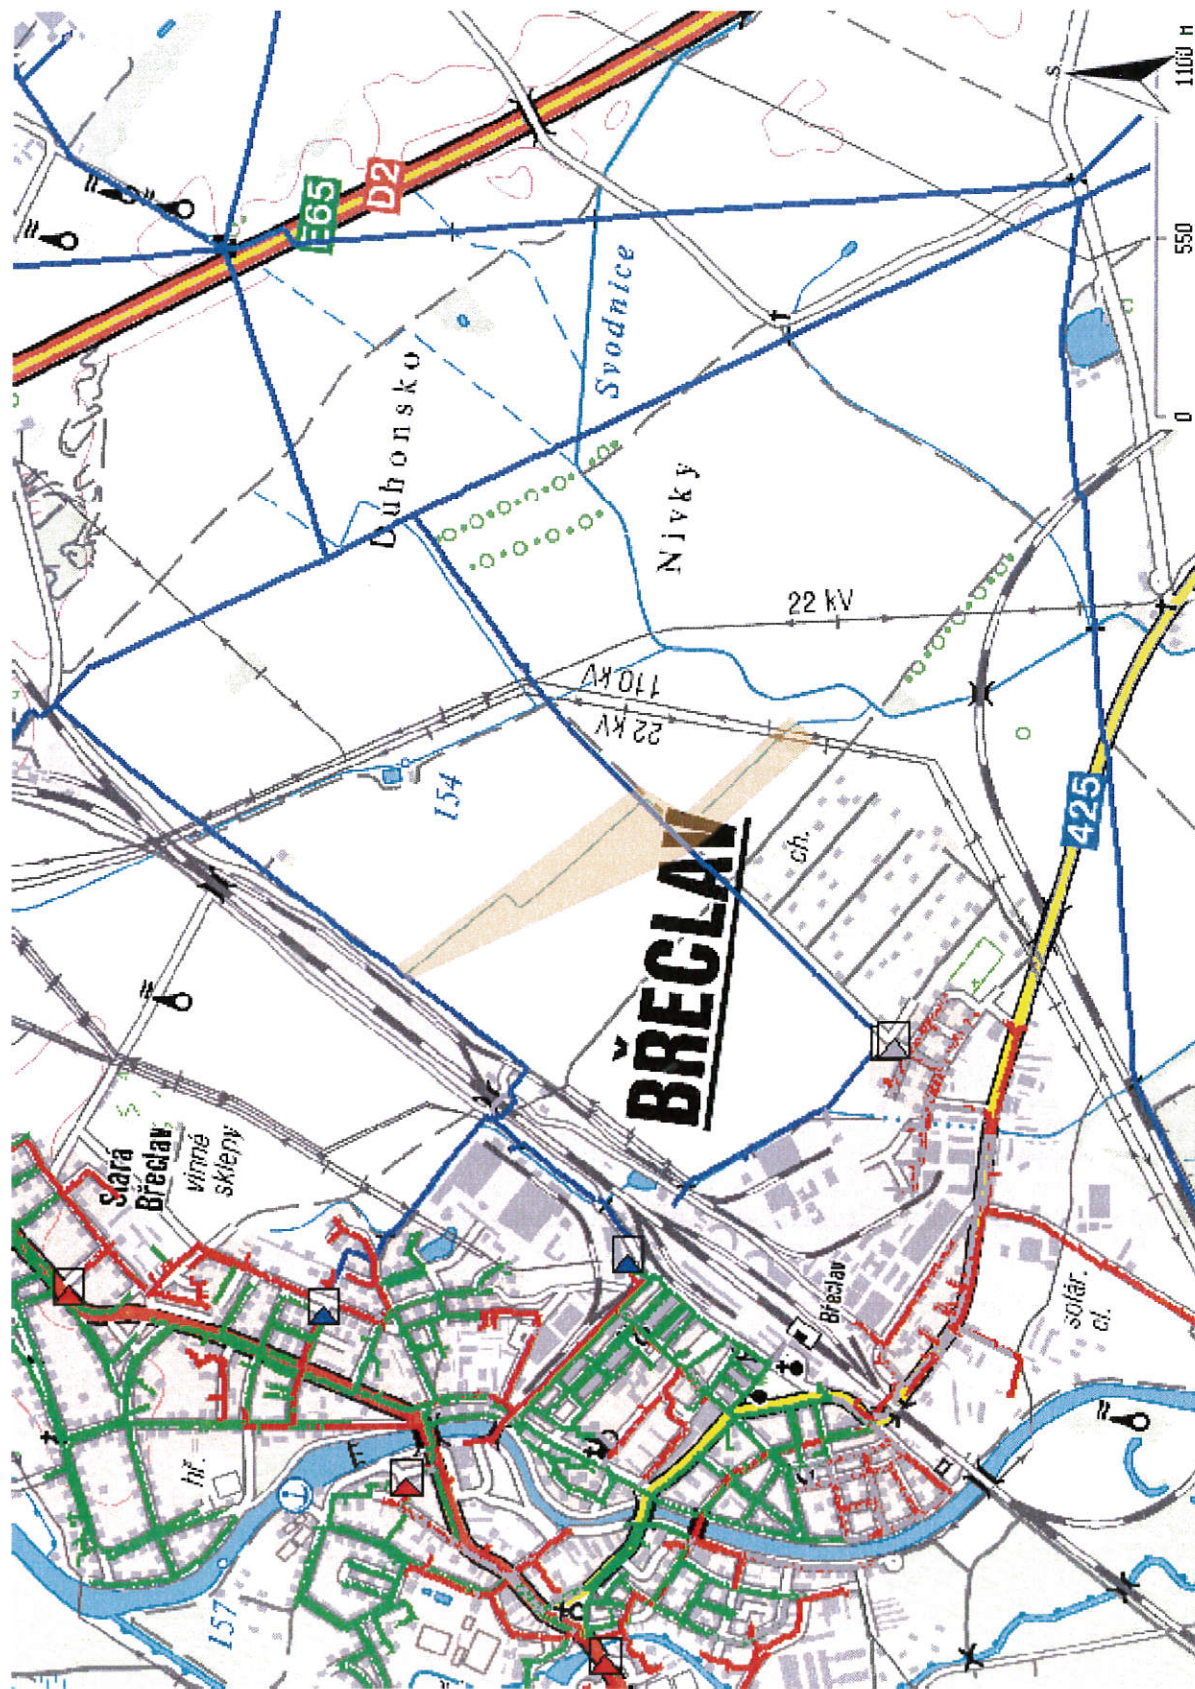 E65
D2
Svodnice
Duhonsko
Nivky
22 kV
110 kV
22 kV
154
BŘECLAV
ch.
425
Stará
Břeclav
vinné
sklepy
Břeclav
solár.
cl.
hř.
157
S
0
550
1100 m